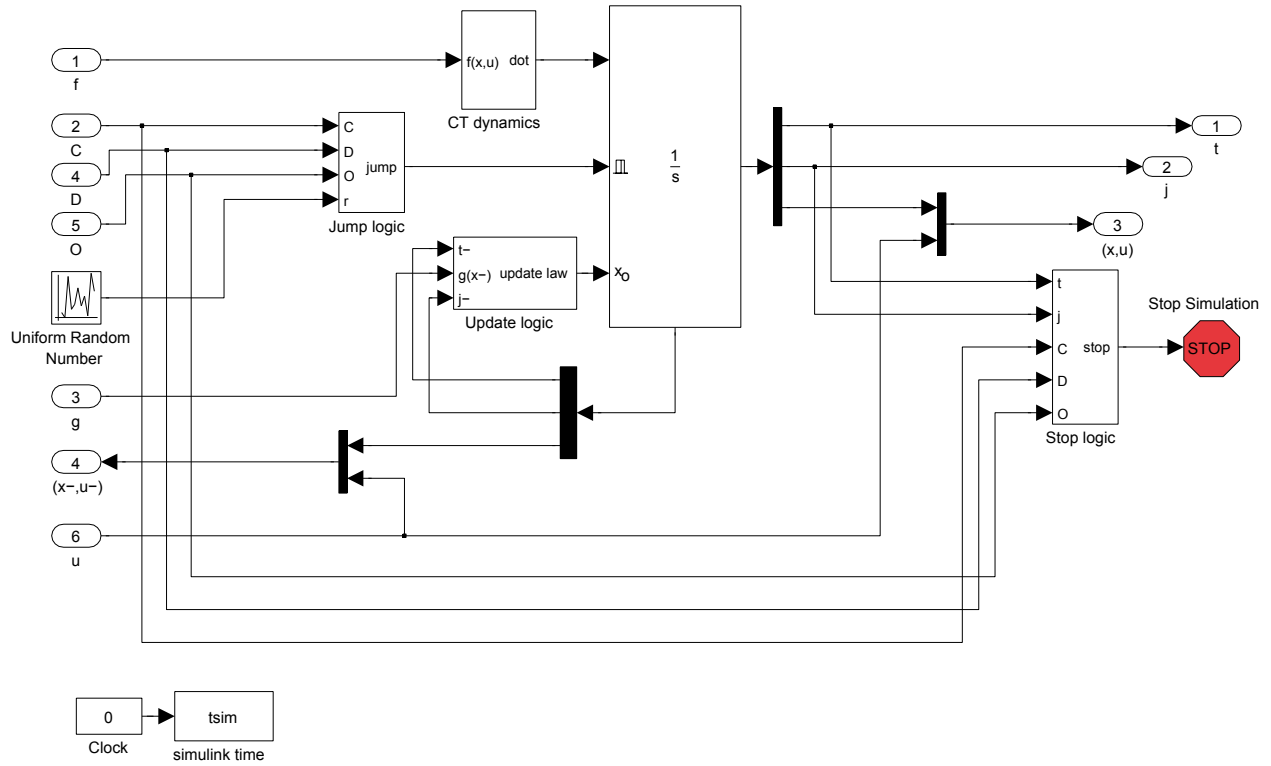 1
f
f(x,u) dot
CT dynamics
2
C
4
D
5
O
C
D
O
r
jump
Jump logic
1
s
x0
t−
g(x−)
j−
update law
Update logic
Uniform Random
Number
3
g
4
(x−,u−)
6
u
1
t
2
j
3
(x,u)
t
j
C
D
O
stop
Stop logic
Stop Simulation
STOP
0
Clock
tsim
simulink time